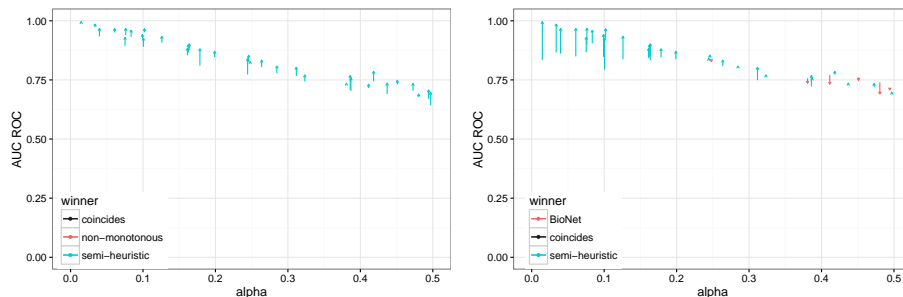 1.00
0.75
0.50
0.25
0.00
AUC ROC
winner
coincides
non−monotonous
semi−heuristic
0.0
0.1
0.2
0.3
0.4
0.5
alpha
1.00
0.75
0.50
0.25
0.00
AUC ROC
winner
BioNet
coincides
semi−heuristic
0.0
0.1
0.2
0.3
0.4
0.5
alpha